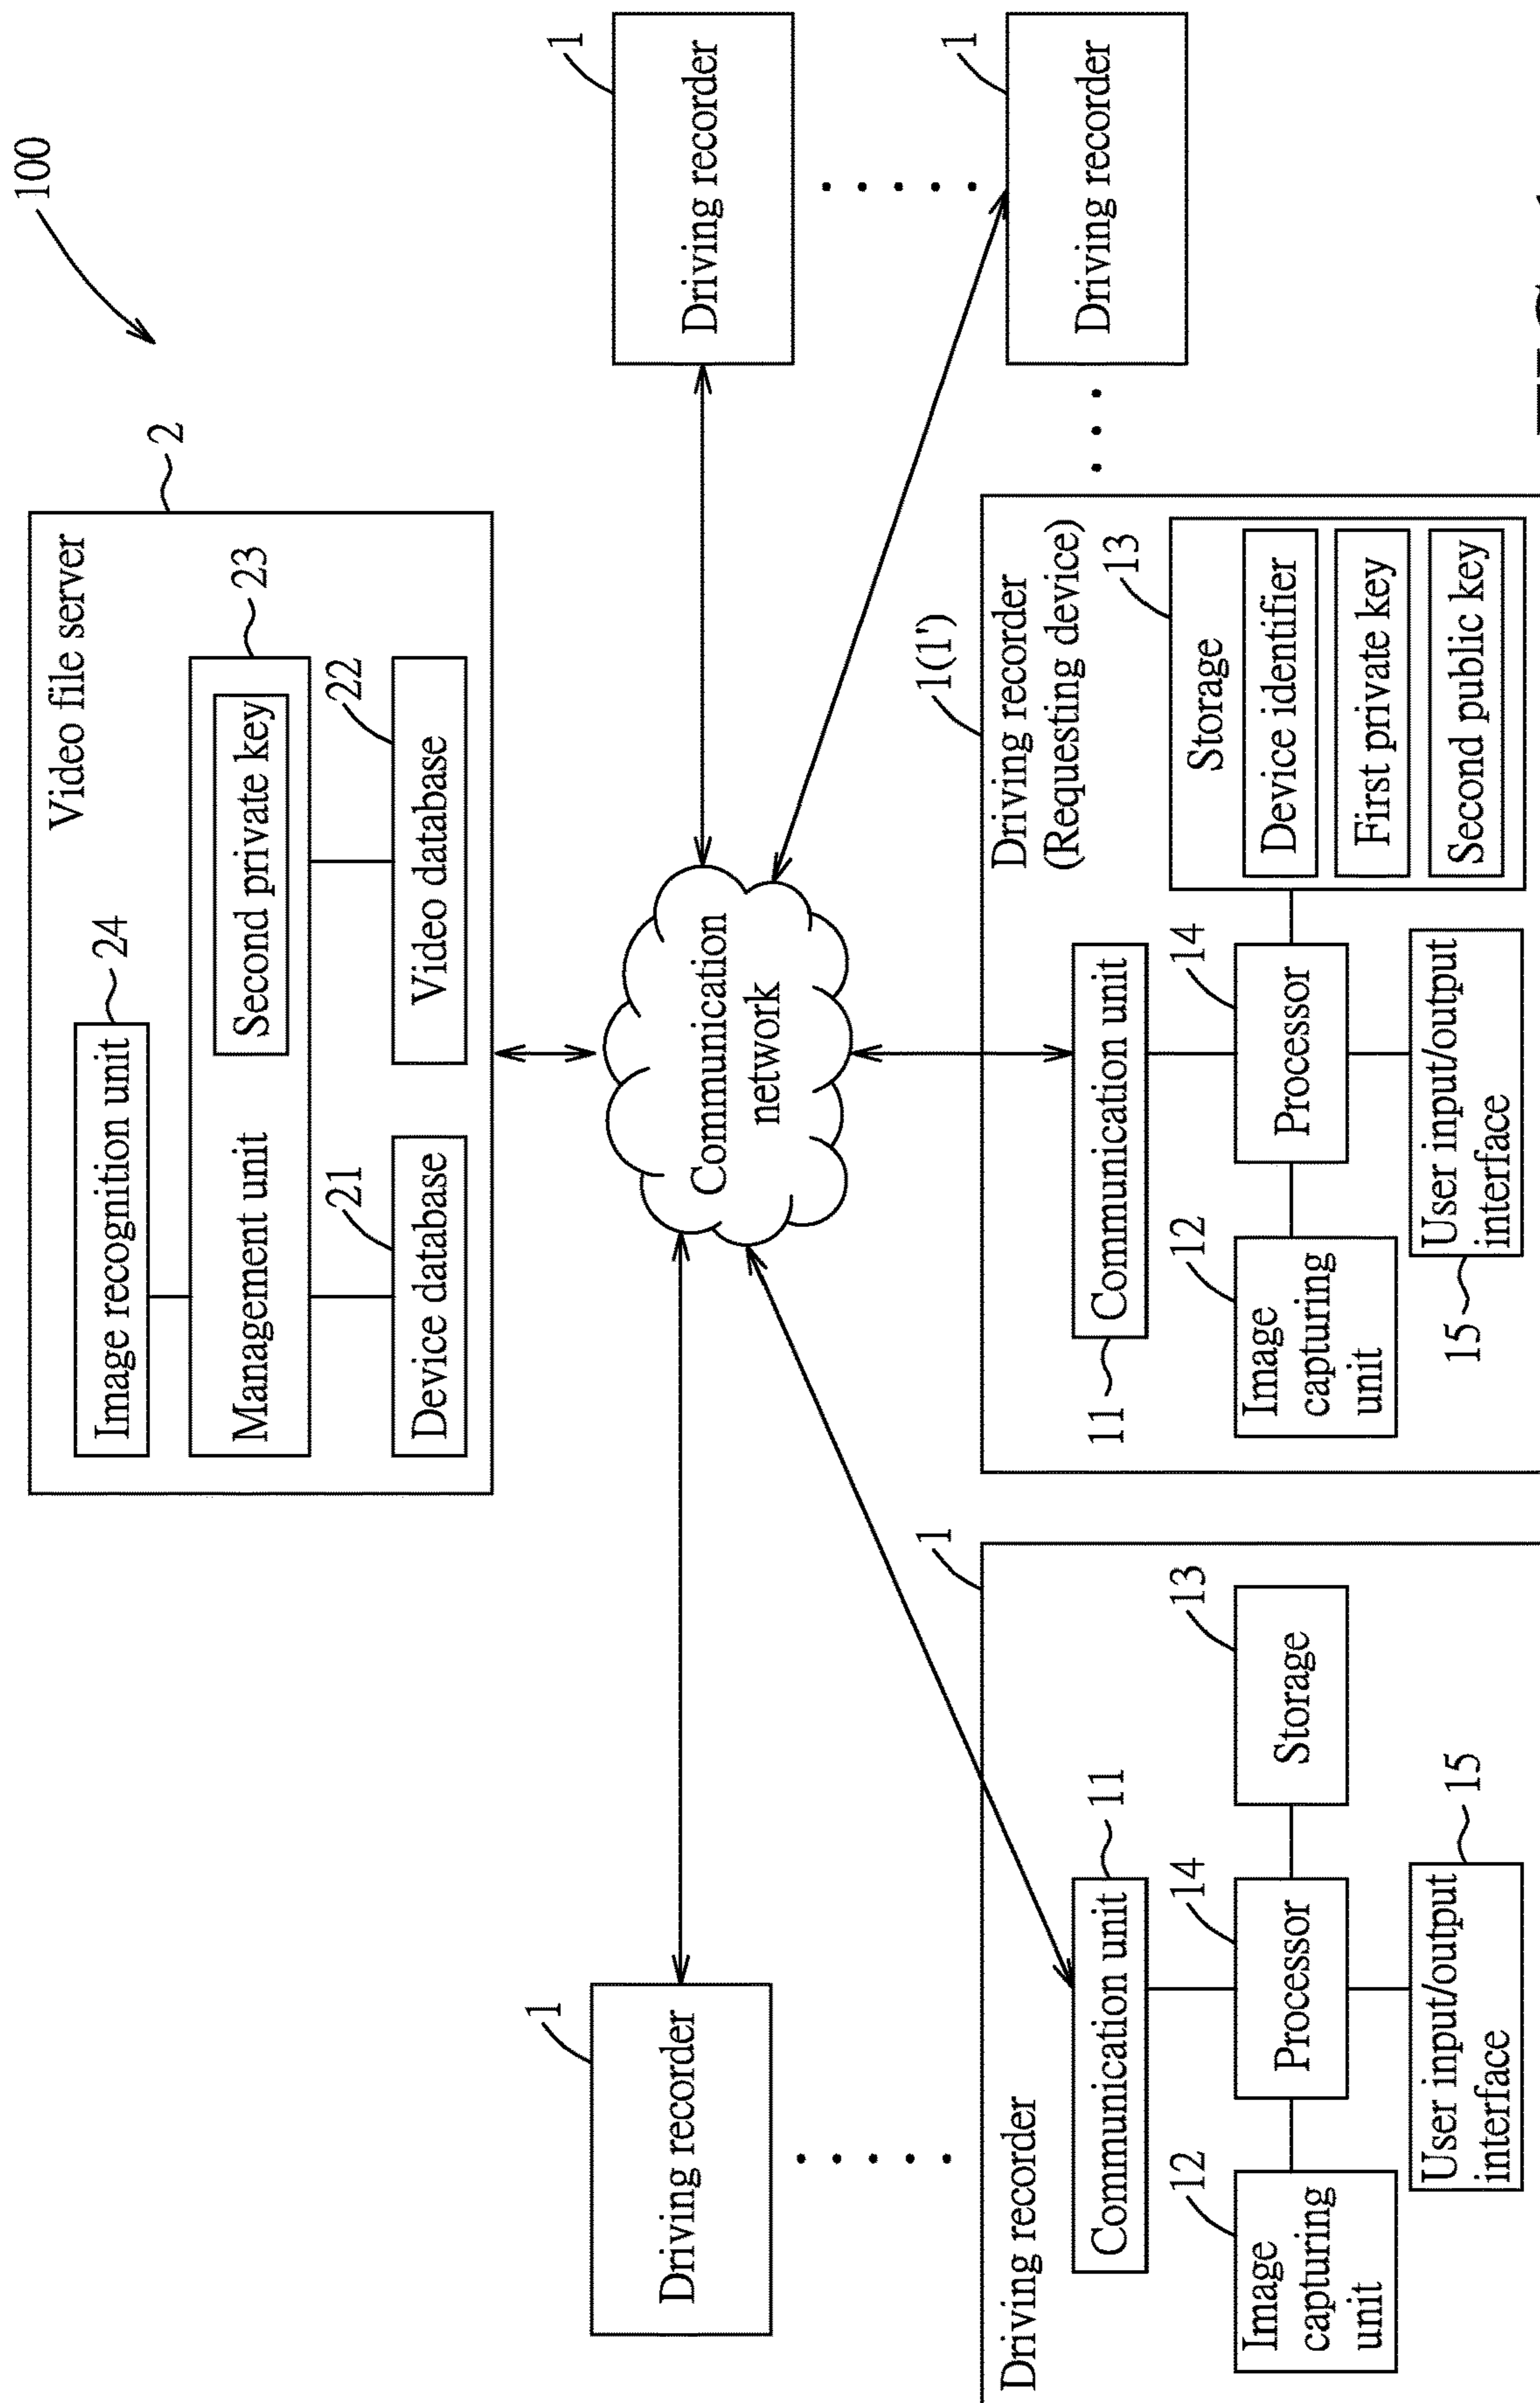 100
Video file server
2
Image recognition unit
24
Management unit
Second private key
23
Device database
21
Video database
22
Driving recorder
1
Communication
network
Driving recorder
1
Driving recorder
1
Driving recorder
1
Communication unit
11
Image
capturing
unit
12
Processor
14
Storage
13
User input/output
interface
15
Driving recorder
(Requesting device)
1(1')
Communication unit
11
Image
capturing
unit
12
Processor
14
Storage
13
Device identifier
First private key
Second public key
User input/output
interface
15